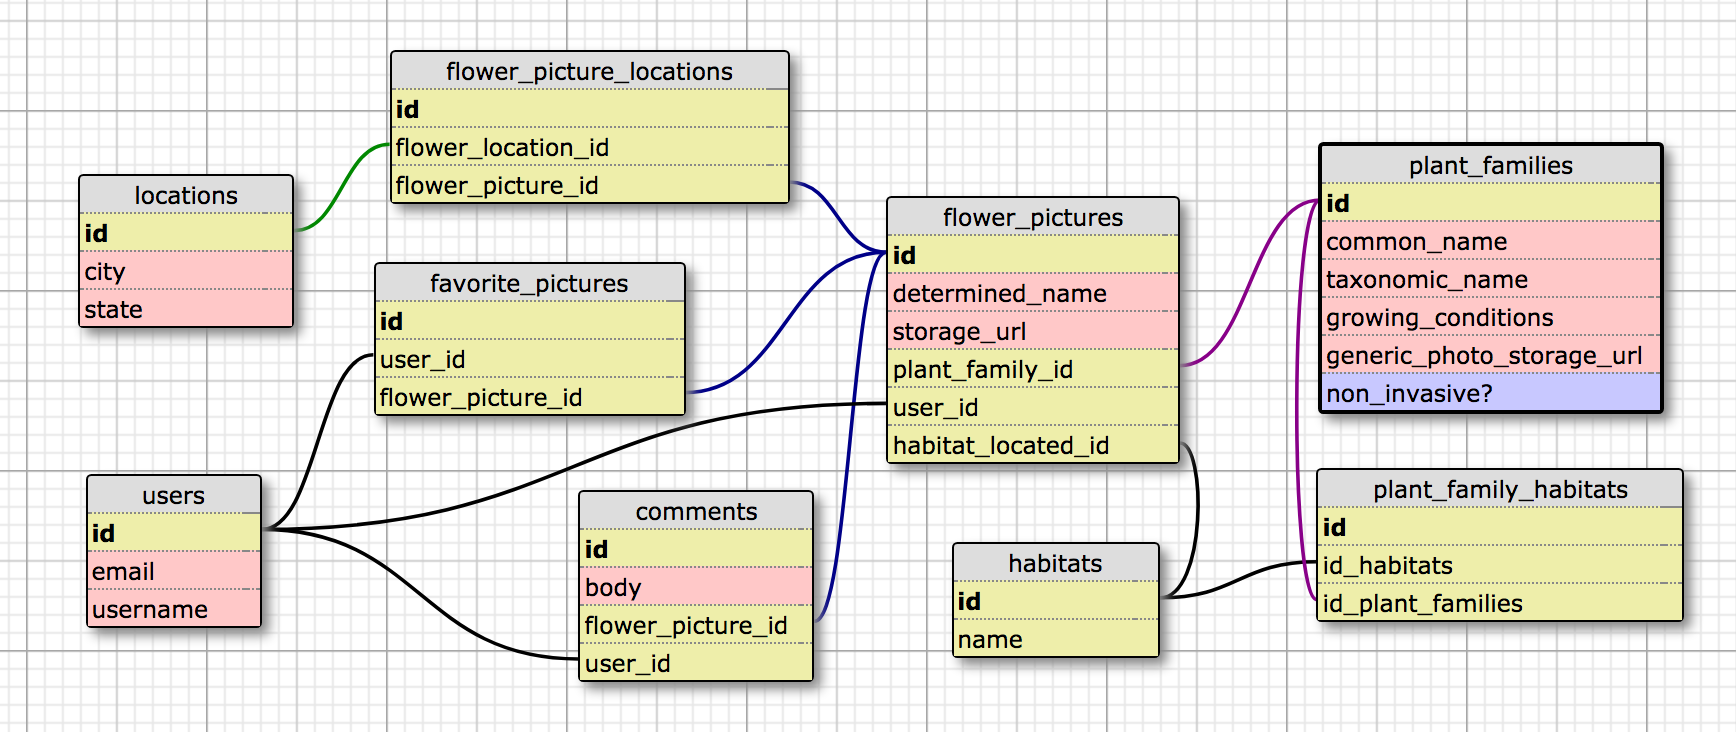 flower_picture_locations
id
flower_location_id
flower_picture_id
locations
id
city
state
favorite_pictures
id
user_id
flower_picture_id
users
id
email
username
comments
id
body
flower_picture_id
user_id
flower_pictures
id
determined_name
storage_url
plant_family_id
user_id
habitat_located_id
habitats
id
name
plant_families
id
common_name
taxonomic_name
growing_conditions
generic_photo_storage_url
non_invasive?
plant_family_habitats
id
id_habitats
id_plant_families